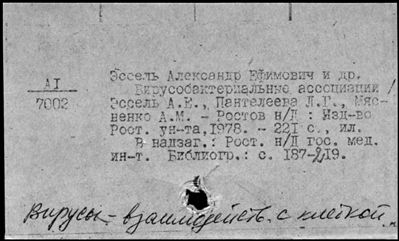 Эссель Александр Ефимович и др.
Вирусобактериальные ассоциации /
А1
7002
Эссель А.Е., Пантелеева Л.Г., Мяс-
ненко А.М. - Ростов н/Д : Изд-во
Рост. ун-та, 1978. - 221 с., ил.
В надзаг.: Рост. н/Д гос. мед.
ин-т. Библиогр.: с. 187-219.
Вирусы - взаимодейств. с клеткой